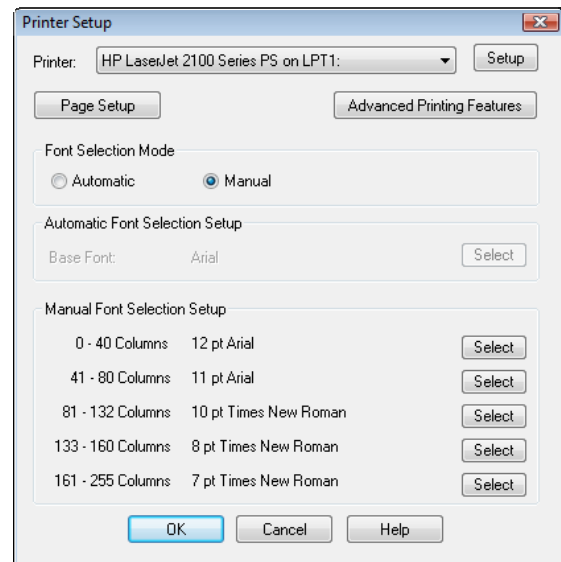 Printer Setup
Printer: HP LaserJet 2100 Series PS on LPT1: Setup
Page Setup Advanced Printing Features
Font Selection Mode
Automatic Manual
Automatic Font Selection Setup
Base Font: Arial Select
Manual Font Selection Setup
0 - 40 Columns 12 pt Arial Select
41 - 80 Columns 11 pt Arial Select
81 - 132 Columns 10 pt Times New Roman Select
133 - 160 Columns 8 pt Times New Roman Select
161 - 255 Columns 7 pt Times New Roman Select
OK Cancel Help